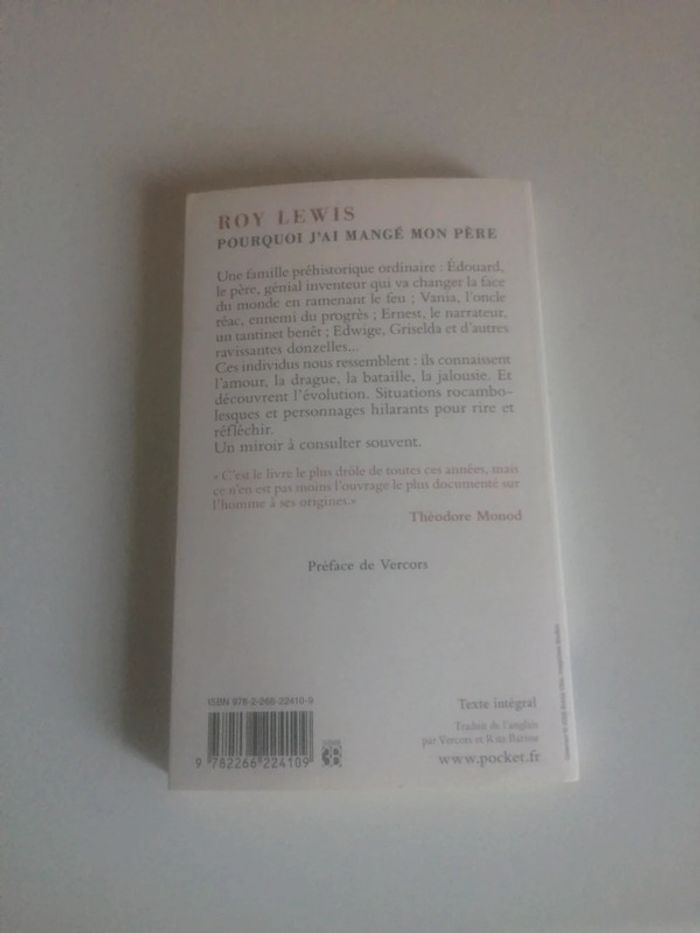 ROY LEWIS
POURQUOI J'AI MANGÉ MON PÈRE
Une famille préhistorique ordinaire : Édouard,
le père, génial inventeur qui va changer la face
du monde en ramenant le feu ; Vania, l'oncle
réac, ennemi du progrès ; Ernest, le narrateur,
un tantinet benêt ; Edwige, Griselda et d'autres
ravissantes donzelles...
Ces individus nous ressemblent : ils connaissent
l'amour, la drague, la bataille, la jalousie. Et
découvrent l'évolution. Situations rocambo-
lesques et personnages hilarants pour rire et
réfléchir.
Un miroir à consulter souvent.
« C'est le livre le plus drôle de toutes ces années, mais
ce n'en est pas moins l'ouvrage le plus documenté sur
l'homme à ses origines.»
Théodore Monod
Préface de Vercors
ISBN 978-2-266-22410-9
9 782266 224109
Texte intégral
Traduit de l'anglais
par Vercors et Rita Barisse
www.pocket.fr